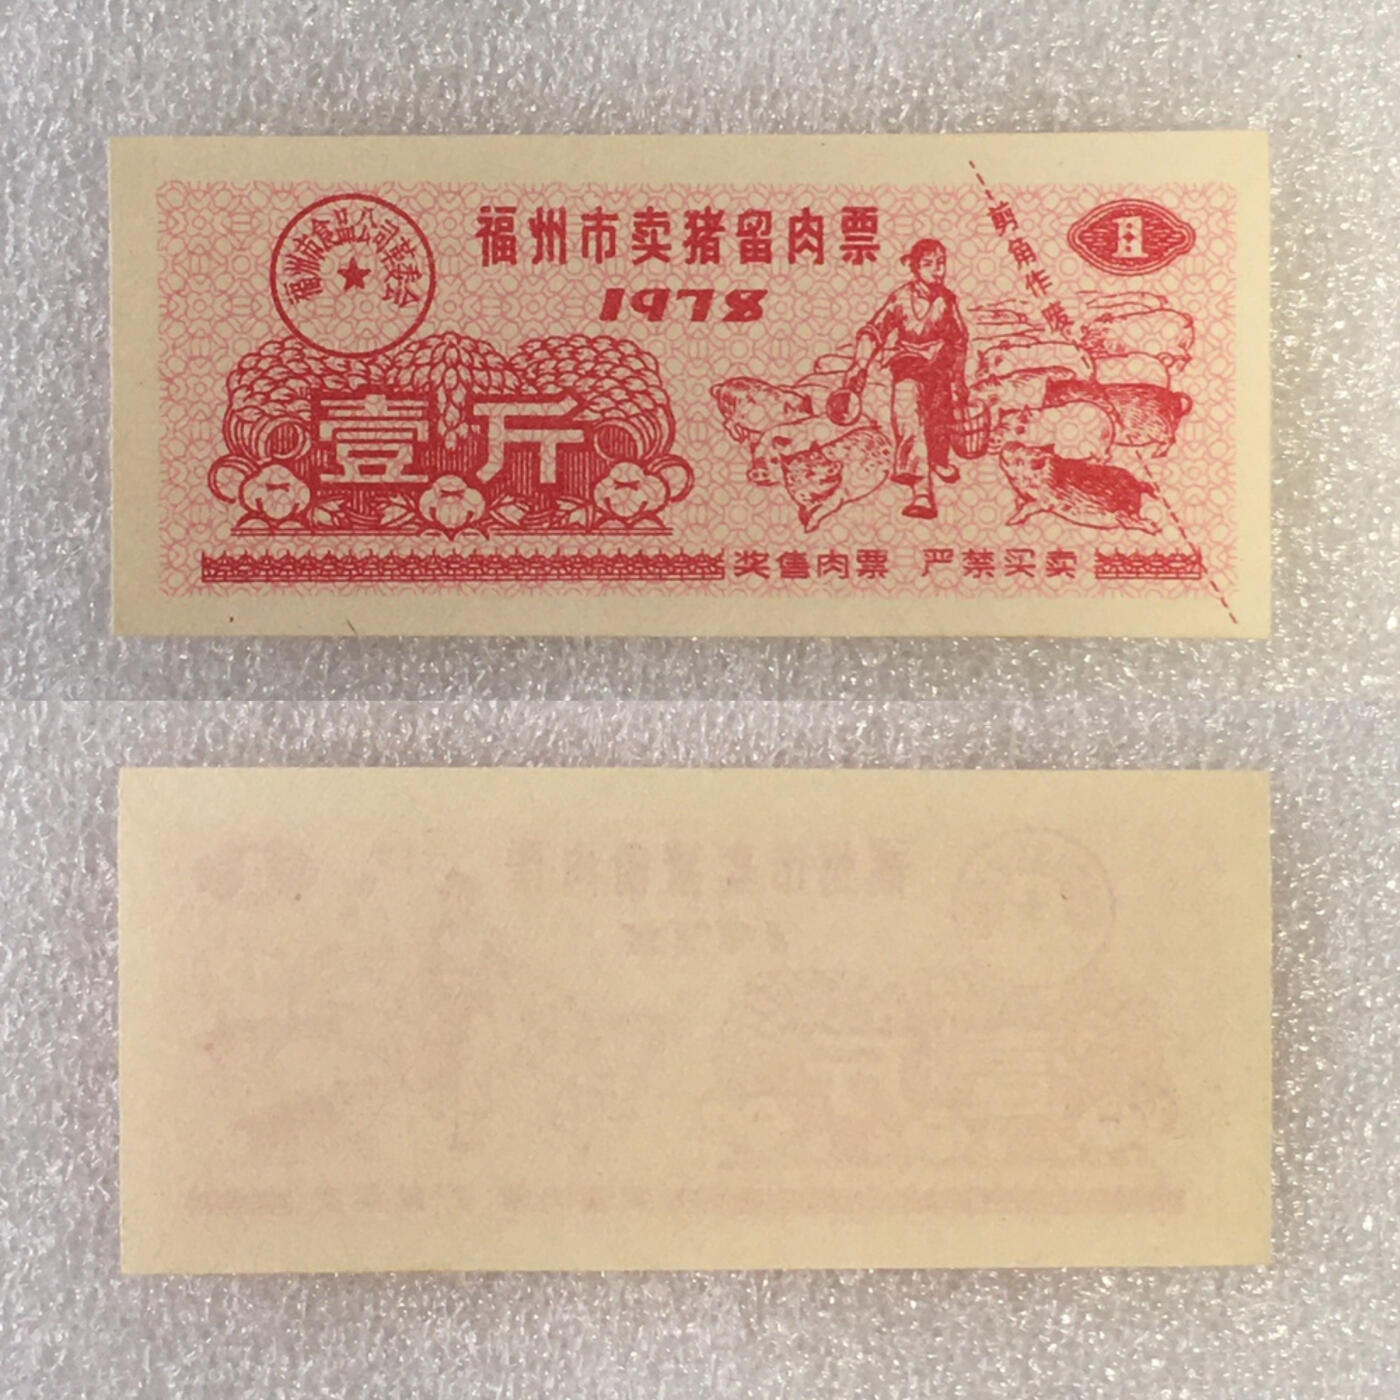 福州市食品公司革委会
福州市卖猪留肉票
1978
剪角作废
1
壹斤
奖售肉票 严禁买卖